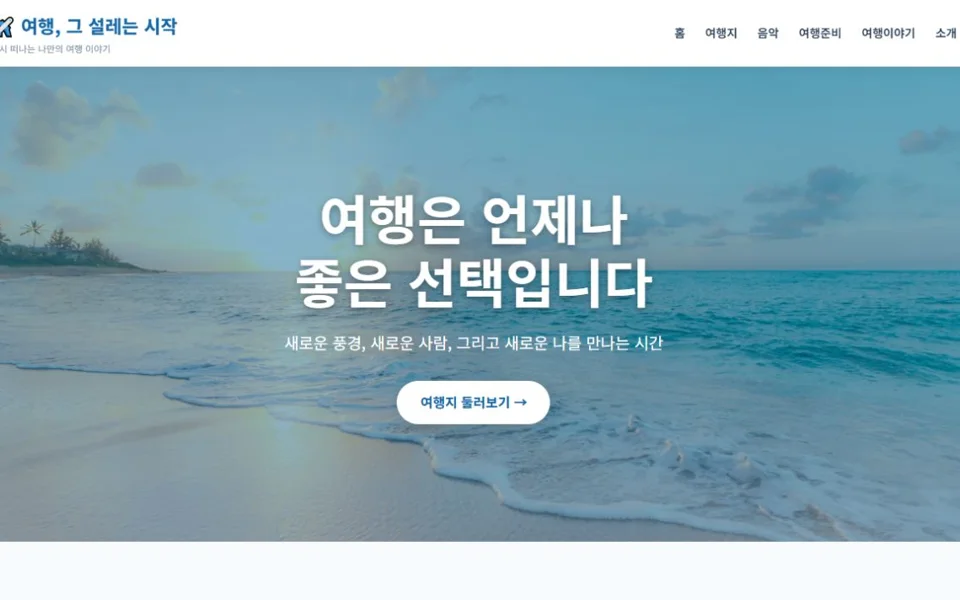 여행, 그 설레는 시작
시 떠나는 나만의 여행 이야기
홈 여행지 음악 여행준비 여행이야기 소개
여행은 언제나
좋은 선택입니다
새로운 풍경, 새로운 사람, 그리고 새로운 나를 만나는 시간
여행지 둘러보기 →